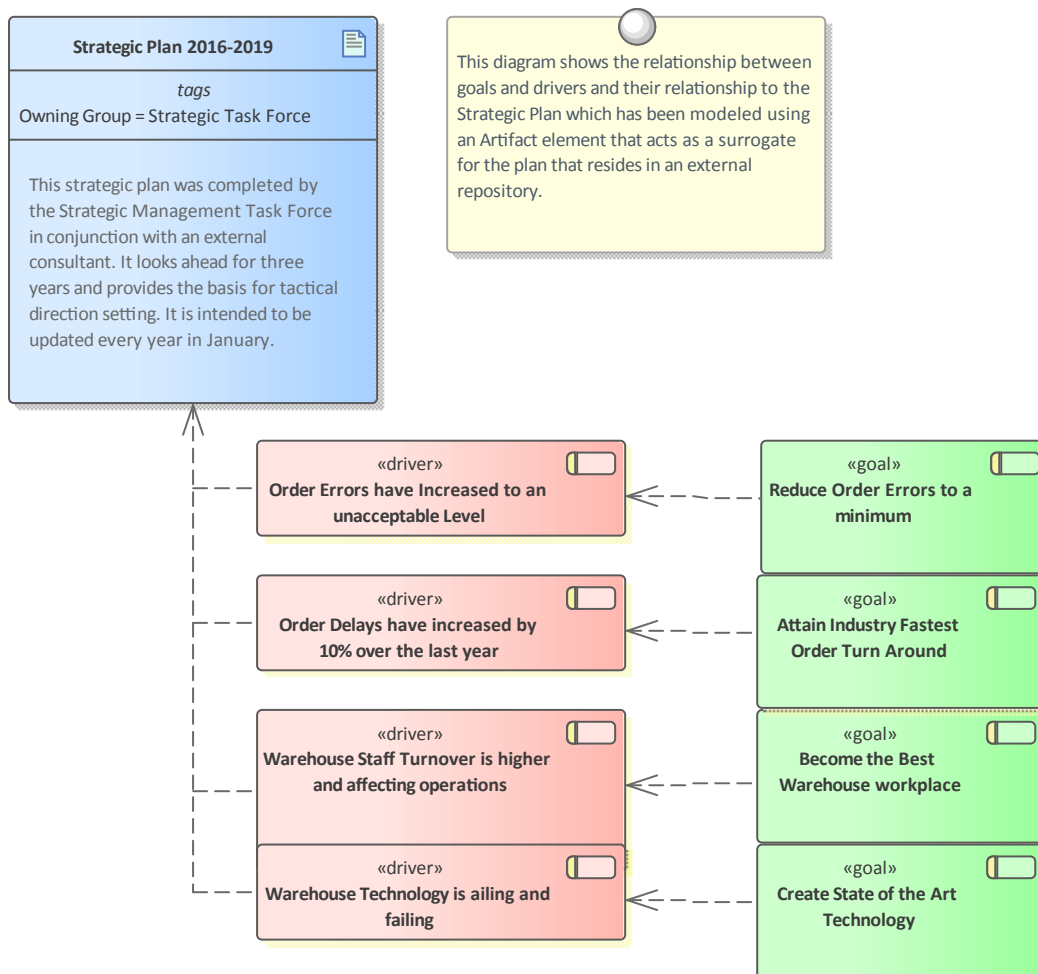 Strategic Plan 2016-2019
tags
Owning Group = Strategic Task Force
This strategic plan was completed by
the Strategic Management Task Force
in conjunction with an external
consultant. It looks ahead for three
years and provides the basis for tactical
direction setting. It is intended to be
updated every year in January.
This diagram shows the relationship between
goals and drivers and their relationship to the
Strategic Plan which has been modeled using
an Artifact element that acts as a surrogate
for the plan that resides in an external
repository.
«driver»
Order Errors have Increased to an
unacceptable Level
«goal»
Reduce Order Errors to a
minimum
«driver»
Order Delays have increased by
10% over the last year
«goal»
Attain Industry Fastest
Order Turn Around
«driver»
Warehouse Staff Turnover is higher
and affecting operations
«goal»
Become the Best
Warehouse workplace
«driver»
Warehouse Technology is ailing and
failing
«goal»
Create State of the Art
Technology